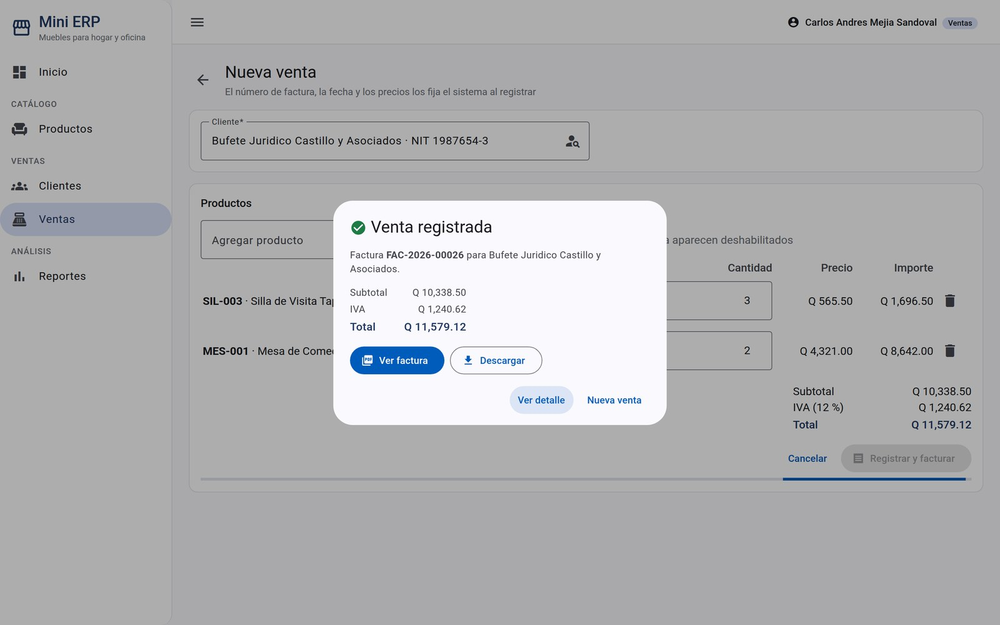 Mini ERP
Muebles para hogar y oficina
Inicio
CATÁLOGO
Productos
VENTAS
Clientes
Ventas
ANÁLISIS
Reportes
Carlos Andres Mejia Sandoval Ventas
Nueva venta
El número de factura, la fecha y los precios los fija el sistema al registrar
Cliente*
Bufete Juridico Castillo y Asociados · NIT 1987654-3
Productos
Agregar producto
aparecen deshabilitados
Cantidad Precio Importe
SIL-003 · Silla de Visita 3 Q 565.50 Q 1,696.50
MES-001 · Mesa de 2 Q 4,321.00 Q 8,642.00
Subtotal Q 10,338.50
IVA (12 %) Q 1,240.62
Total Q 11,579.12
Cancelar Registrar y facturar
Venta registrada
Factura FAC-2026-00026 para Bufete Juridico Castillo y
Asociados.
Subtotal Q 10,338.50
IVA Q 1,240.62
Total Q 11,579.12
PDF Ver factura Descargar
Ver detalle Nueva venta